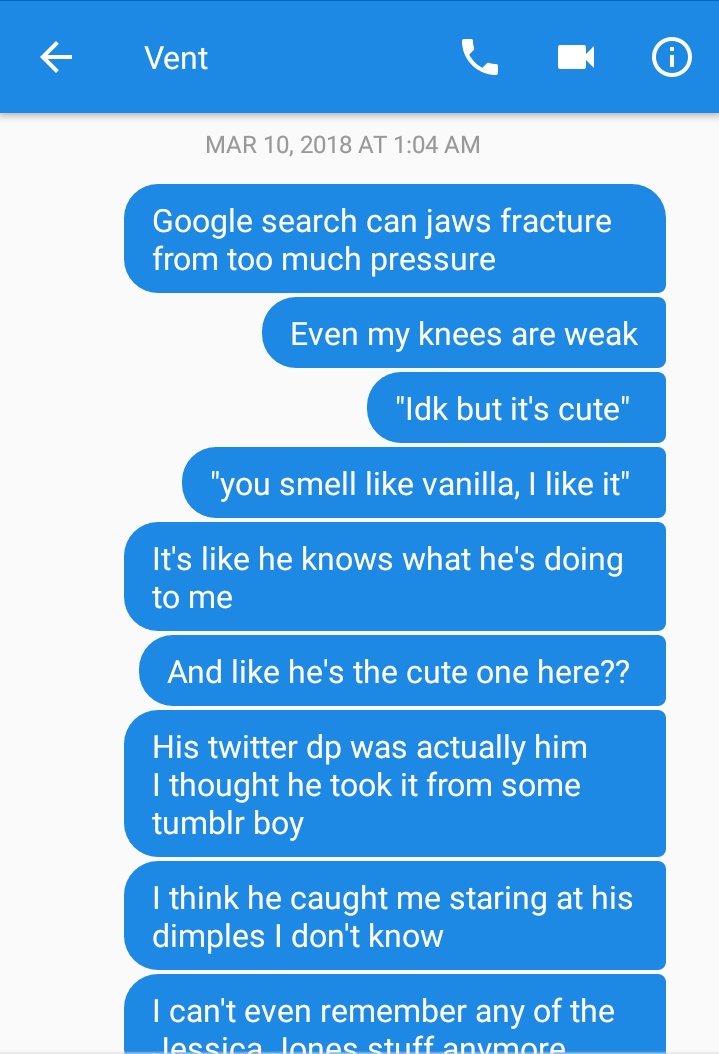 Vent
MAR 10, 2018 AT 1:04 AM
Google search can jaws fracture
from too much pressure
Even my knees are weak
"Idk but it's cute"
"you smell like vanilla, I like it"
It's like he knows what he's doing
to me
And like he's the cute one here??
His twitter dp was actually him
I thought he took it from some
tumblr boy
I think he caught me staring at his
dimples I don't know
I can't even remember any of the
Jessica Jones stuff anymore